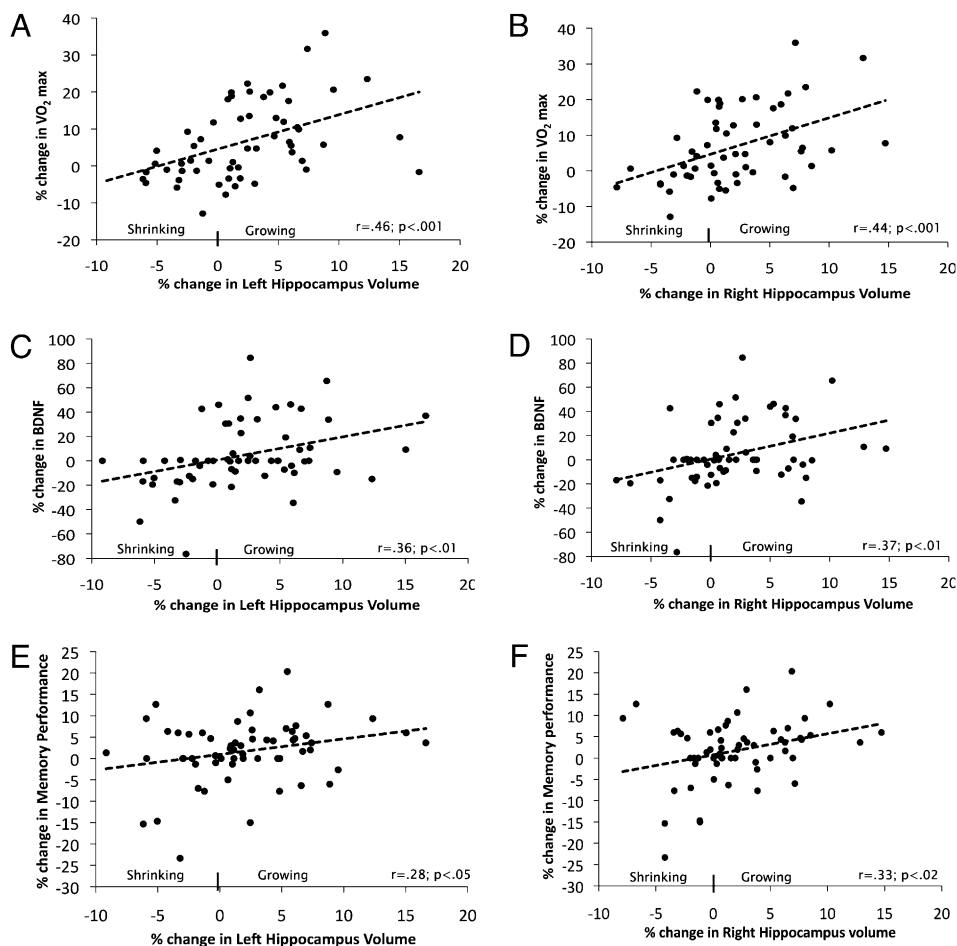 A
% change in VO2 max
40
30
20
10
0
-10
-20
Shrinking
Growing
r=.46; p<.001
-10 -5 0 5 10 15 20
% change in Left Hippocampus Volume
B
% change in VO2 max
40
30
20
10
0
-10
-20
Shrinking
Growing
r=.44; p<.001
-10 -5 0 5 10 15 20
% change in Right Hippocampus Volume
C
% change in BDNF
100
80
60
40
20
0
-20
-40
-60
-80
Shrinking
Growing
r=.36; p<.01
-10 -5 0 5 10 15 20
% change in Left Hippocampus Volume
D
% change in BDNF
100
80
60
40
20
0
-20
-40
-60
-80
Shrinking
Growing
r=.37; p<.01
-10 -5 0 5 10 15 20
% change in Right Hippocampus Volume
E
% change in Memory Performance
25
20
15
10
5
0
-5
-10
-15
-20
-25
-30
Shrinking
Growing
r=.28; p<.05
-10 -5 0 5 10 15 20
% change in Left Hippocampus Volume
F
% change in Memory performance
25
20
15
10
5
0
-5
-10
-15
-20
-25
-30
Shrinking
Growing
r=.33; p<.02
-10 -5 0 5 10 15 20
% change in Right Hippocampus volume